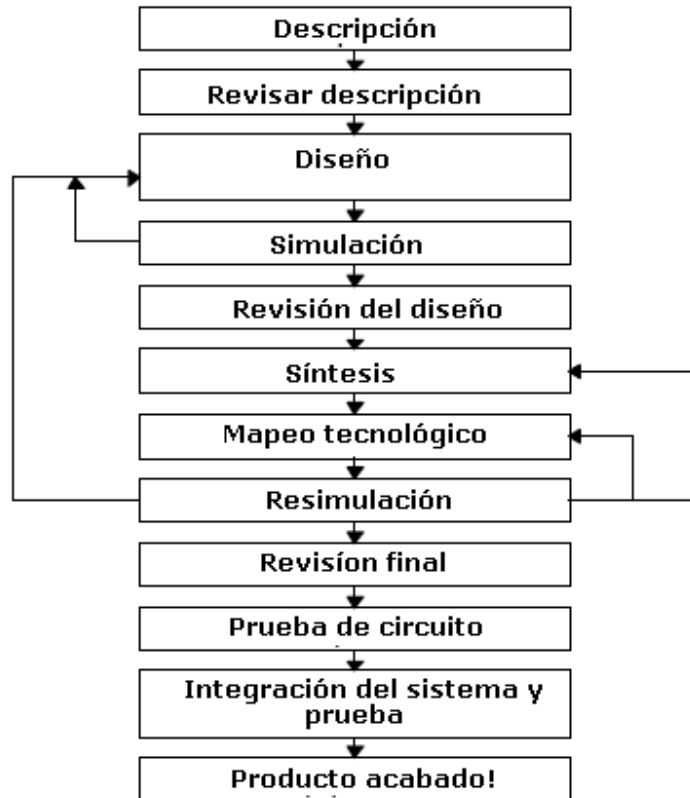 Descripción
Revisar descripción
Diseño
Simulación
Revisión del diseño
Síntesis
Mapeo tecnológico
Resimulación
Revisíon final
Prueba de circuito
Integración del sistema y
prueba
Producto acabado!